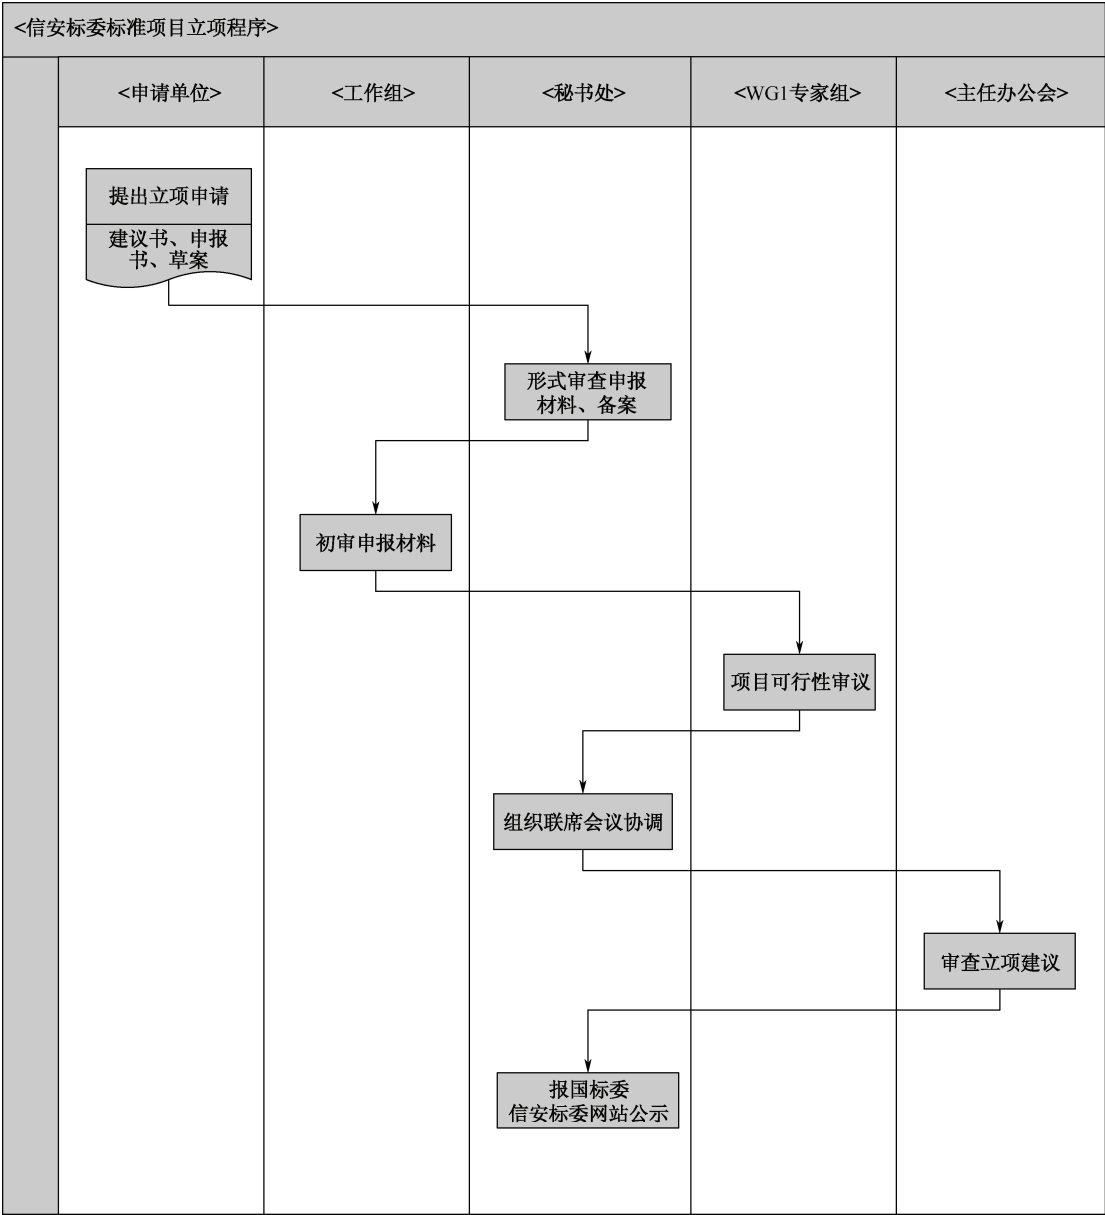 <信安标委标准项目立项程序>
<申请单位>
<工作组>
<秘书处>
<WG1专家组>
<主任办公会>
提出立项申请
建议书、申报
书、草案
形式审查申报
材料、备案
初审申报材料
项目可行性审议
组织联席会议协调
审查立项建议
报国标委
信安标委网站公示